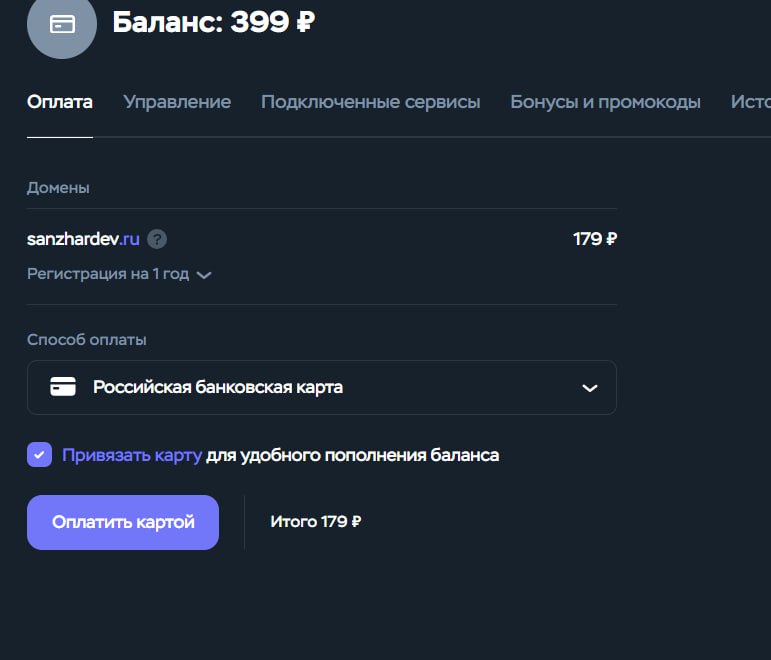 Баланс: 399 ₽
Оплата Управление Подключенные сервисы Бонусы и промокоды Исто
Домены
sanzhardev.ru ? 179 ₽
Регистрация на 1 год
Способ оплаты
Российская банковская карта
Привязать карту для удобного пополнения баланса
Оплатить картой Итого 179 ₽